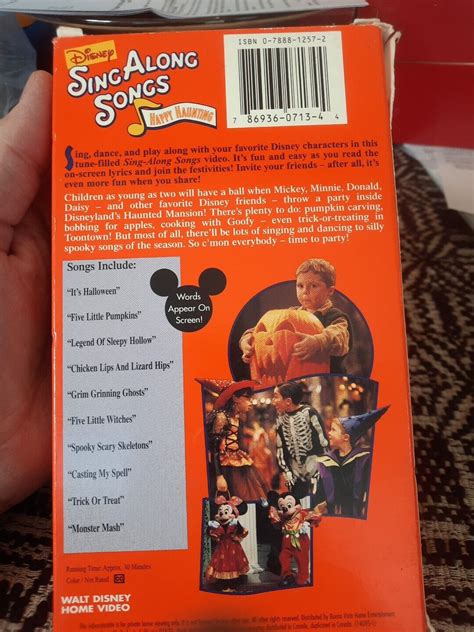 Disney
ISBN 0-7888-1257-2
SING ALONG
SONGS
HAPPY HAUNTING
7 86936-0713-4 4
Sing, dance, and play along with your favorite Disney characters in this
tune-filled Sing-Along Songs video. It's fun and easy as you read the
on-screen lyrics and join the festivities! Invite your friends – after all, it's
even more fun when you share!
Children as young as two will have a ball when Mickey, Minnie, Donald,
Daisy – and other favorite Disney friends – throw a party inside
Disneyland's Haunted Mansion! There's plenty to do: pumpkin carving,
bobbing for apples, cooking with Goofy – even trick-or-treating in
Toontown! But most of all, there'll be lots of singing and dancing to silly
spooky songs of the season. So c'mon everybody – time to party!
Songs Include:
"It's Halloween"
"Five Little Pumpkins"
"Legend Of Sleepy Hollow"
"Chicken Lips And Lizard Hips"
"Grim Grinning Ghosts"
"Five Little Witches"
"Spooky Scary Skeletons"
"Casting My Spell"
"Trick Or Treat"
"Monster Mash"
Words
Appear On
Screen!
Running Time: Approx. 30 Minutes
Color / Not Rated
WALT DISNEY
HOME VIDEO
All rights reserved. Distributed by Buena Vista Home Entertainment,